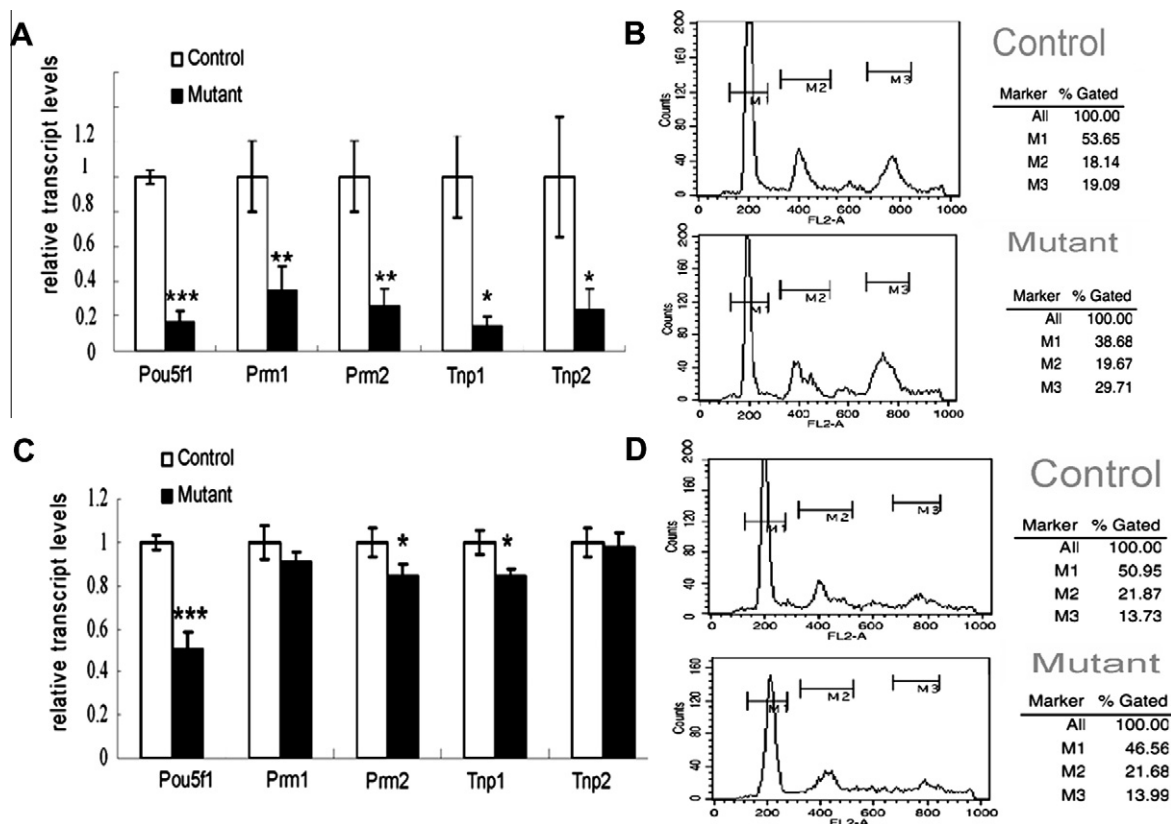 A
Control
Mutant
relative transcript levels
1.2
1
0.8
0.6
0.4
0.2
0
***
**
**
*
*
Pou5f1 Prm1 Prm2 Tnp1 Tnp2
B
Counts
200
160
120
80
40
0
M1 M2 M3
0 200 400 600 800 1000
FL2-A
Control
Marker % Gated
All 100.00
M1 53.65
M2 18.14
M3 19.09
Counts
200
160
120
80
40
0
M1 M2 M3
0 200 400 600 800 1000
FL2-A
Mutant
Marker % Gated
All 100.00
M1 38.68
M2 19.67
M3 29.71
C
Control
Mutant
relative transcript levels
1.2
1
0.8
0.6
0.4
0.2
0
***
*
*
Pou5f1 Prm1 Prm2 Tnp1 Tnp2
D
Counts
200
160
120
80
40
0
M1 M2 M3
0 200 400 600 800 1000
FL2-A
Control
Marker % Gated
All 100.00
M1 50.95
M2 21.87
M3 13.73
Counts
160
120
80
40
0
M1 M2 M3
0 200 400 600 800 1000
FL2-A
Mutant
Marker % Gated
All 100.00
M1 46.56
M2 21.68
M3 13.99